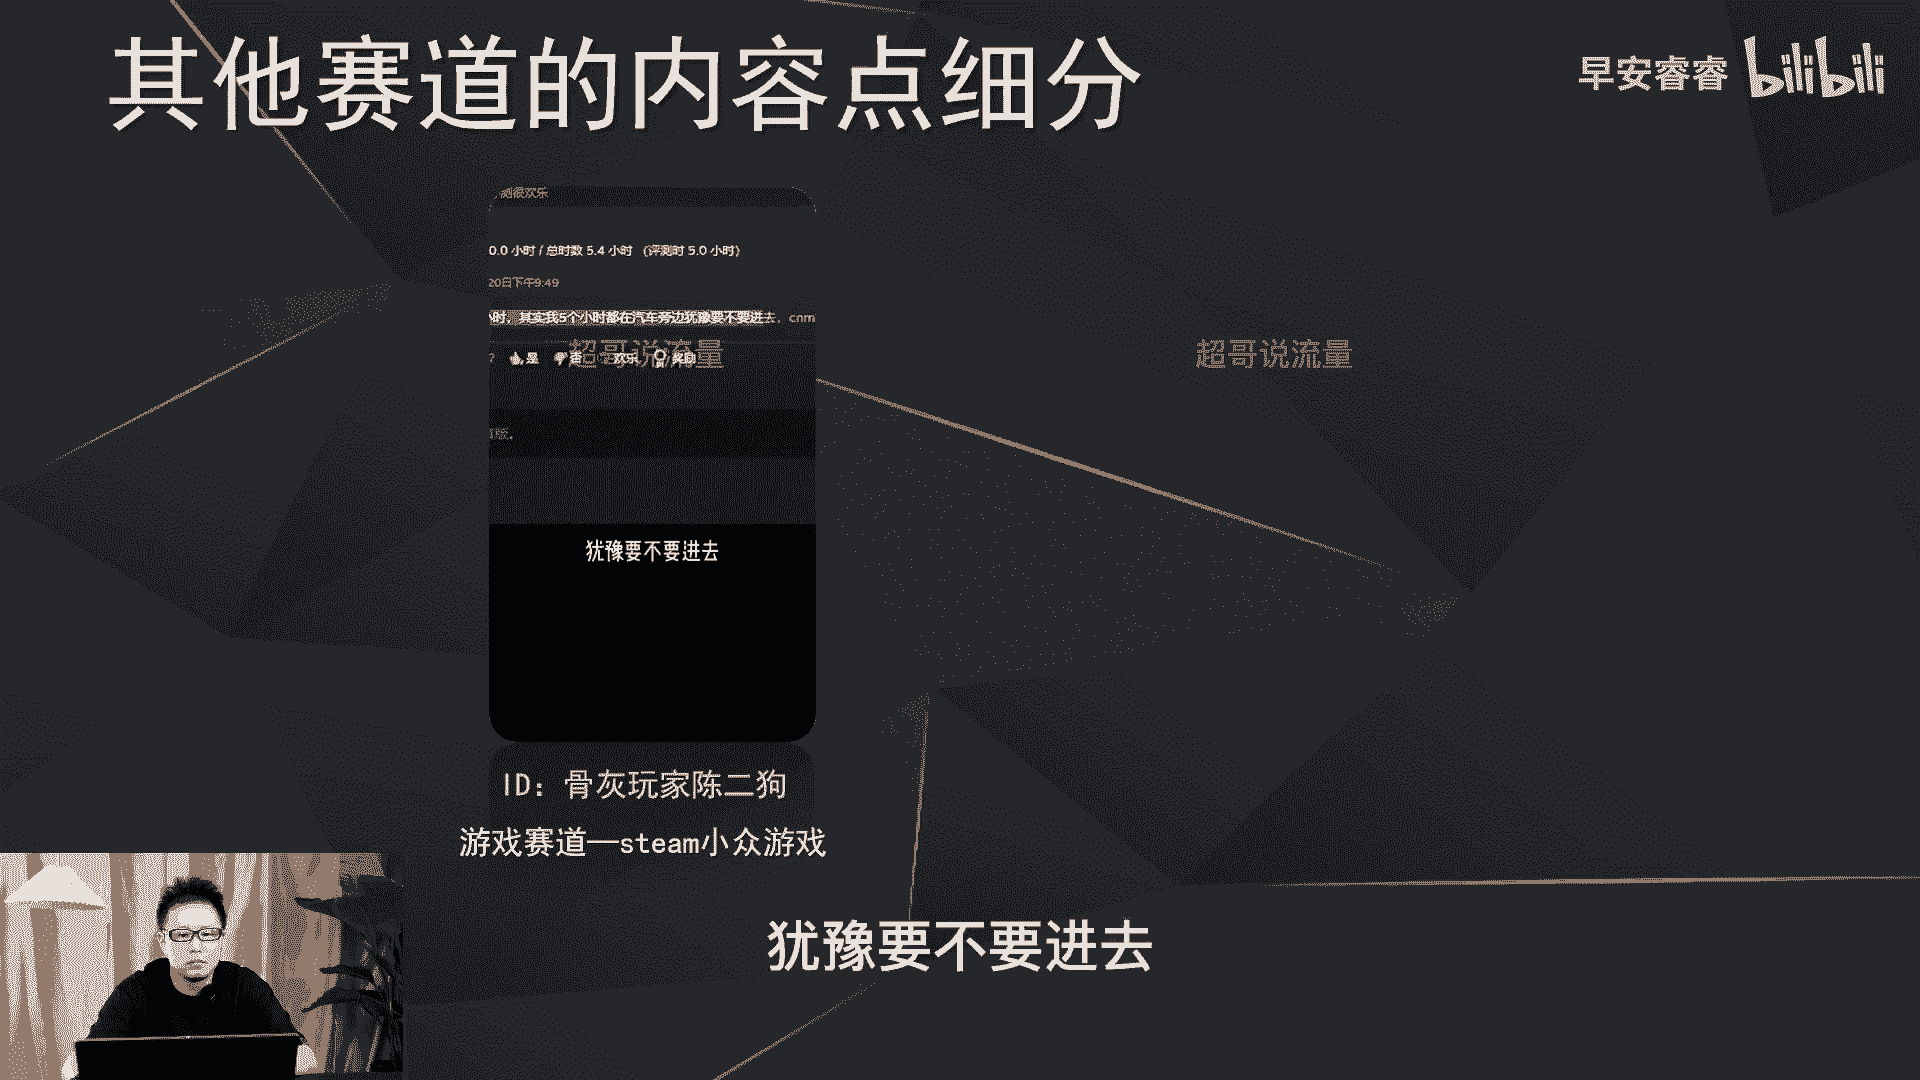 其他赛道的内容点细分
早安睿睿 bilibili
测很欢乐
0.0 小时 / 总时数 5.4 小时 (评测时 5.0 小时)
20日下午9:49
小时, 其实我5个小时都在汽车旁边犹豫要不要进去, cnm
? 是 否 欢乐 奖励
超哥说流量
超哥说流量
犹豫要不要进去
ID: 骨灰玩家陈二狗
游戏赛道—steam小众游戏
犹豫要不要进去